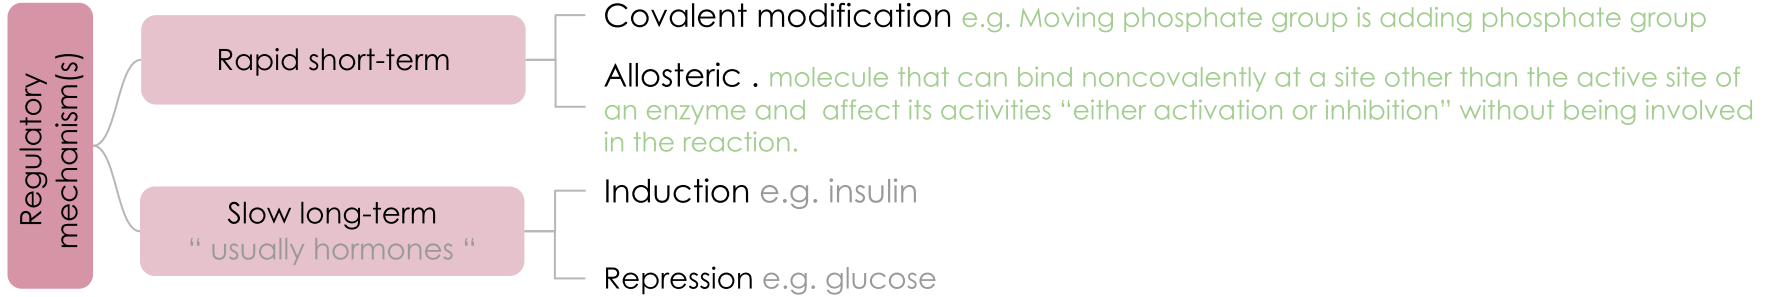 Regulatory
mechanism(s)
Rapid short-term
Covalent modification e.g. Moving phosphate group is adding phosphate group
Allosteric . molecule that can bind noncovalently at a site other than the active site of
an enzyme and affect its activities “either activation or inhibition” without being involved
in the reaction.
Slow long-term
“ usually hormones “
Induction e.g. insulin
Repression e.g. glucose